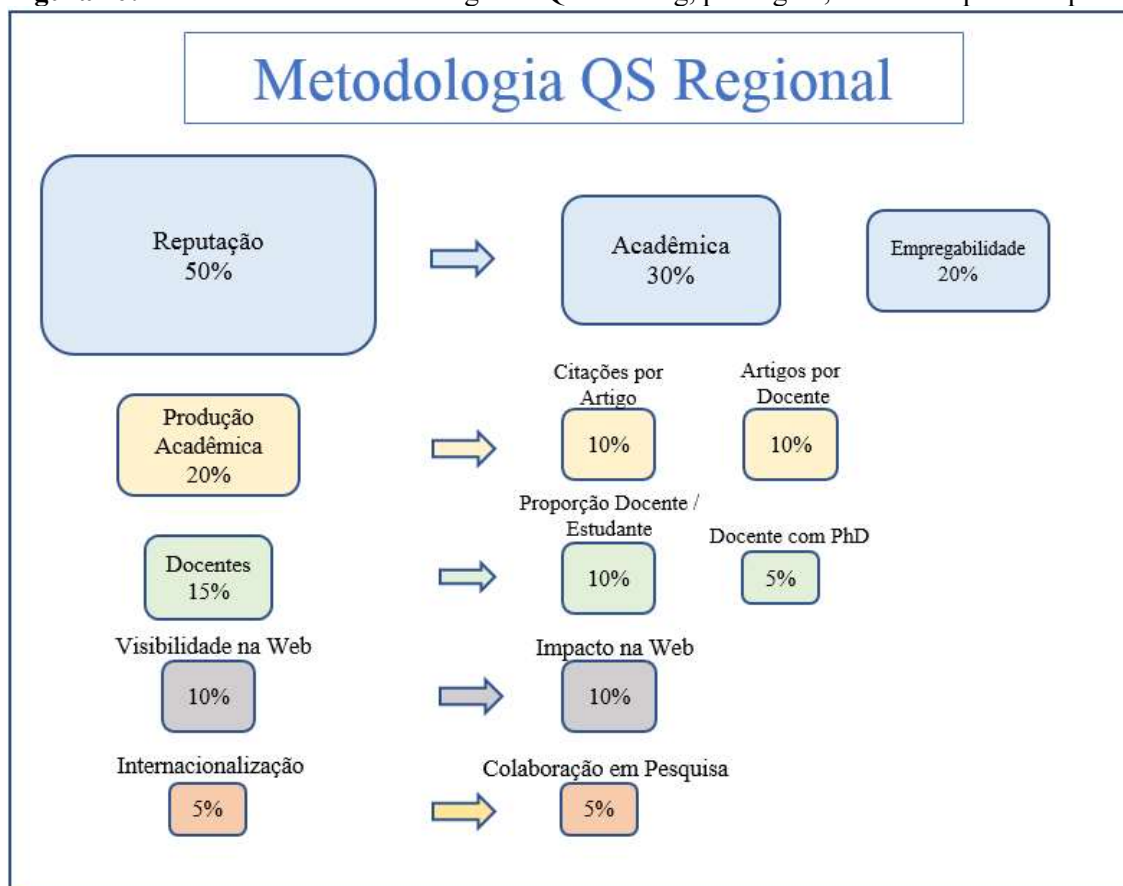 Metodologia QS Regional
Reputação
50%
Acadêmica
30%
Empregabilidade
20%
Produção
Acadêmica
20%
Citações por
Artigo
10%
Artigos por
Docente
10%
Docentes
15%
Proporção Docente /
Estudante
10%
Docente com PhD
5%
Visibilidade na Web
10%
Impacto na Web
10%
Internacionalização
5%
Colaboração em Pesquisa
5%